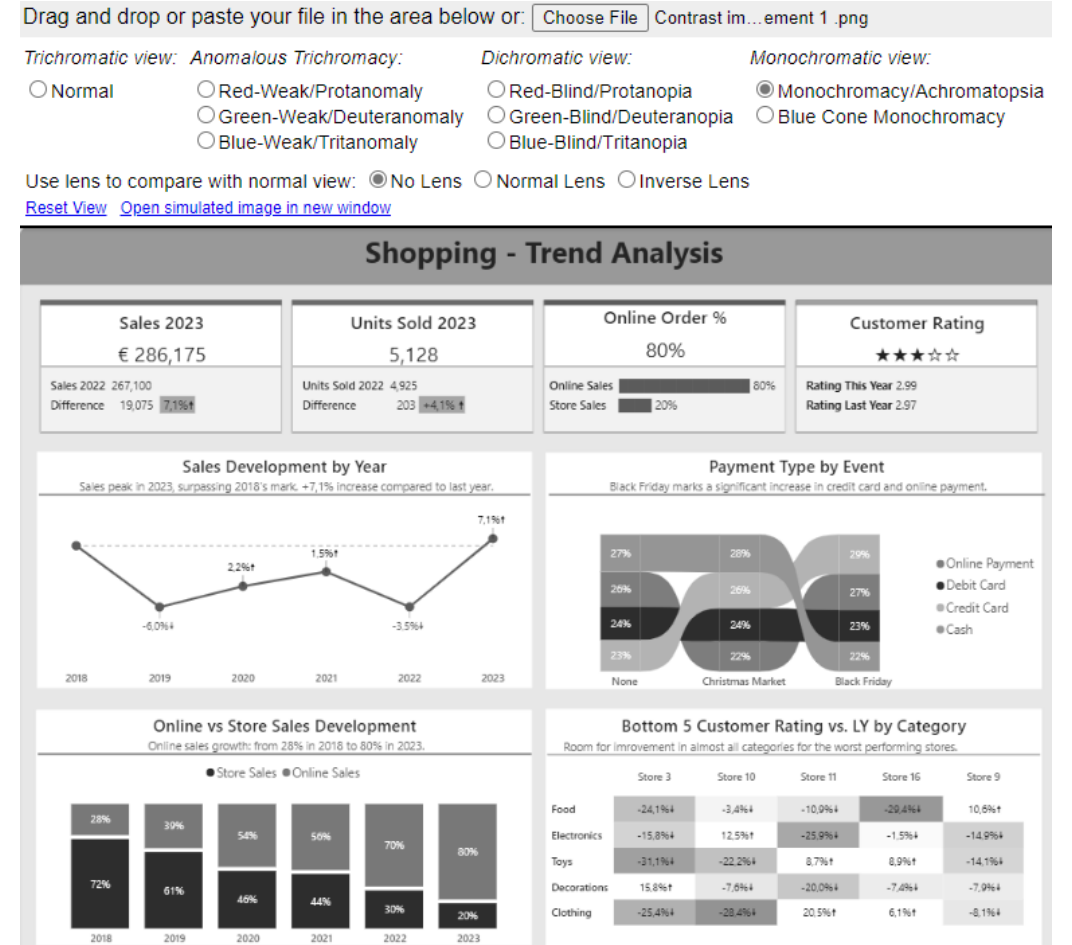 Drag and drop or paste your file in the area below or: Choose File Contrast im…ement 1 .png
Trichromatic view: Anomalous Trichromacy: Dichromatic view: Monochromatic view:
Normal Red-Weak/Protanomaly Red-Blind/Protanopia Monochromacy/Achromatopsia
Green-Weak/Deuteranomaly Green-Blind/Deuteranopia Blue Cone Monochromacy
Blue-Weak/Tritanomaly Blue-Blind/Tritanopia
Use lens to compare with normal view: No Lens Normal Lens Inverse Lens
Reset View Open simulated image in new window
Shopping - Trend Analysis
Sales 2023
€ 286,175
Sales 2022 267,100
Difference 19,075 7,1%↑
Units Sold 2023
5,128
Units Sold 2022 4,925
Difference 203 +4,1% ↑
Online Order %
80%
Online Sales 80%
Store Sales 20%
Customer Rating
★★★☆☆
Rating This Year 2.99
Rating Last Year 2.97
Sales Development by Year
Sales peak in 2023, surpassing 2018's mark. +7,1% increase compared to last year.
7,1%↑
2,2%↑ 1,5%↑
-6,0%↓ -3,5%↓
2018 2019 2020 2021 2022 2023
Payment Type by Event
Black Friday marks a significant increase in credit card and online payment.
27% 28% 29%
26% 26% 27%
24% 24% 23%
23% 22% 22%
None Christmas Market Black Friday
Online Payment
Debit Card
Credit Card
Cash
Online vs Store Sales Development
Online sales growth: from 28% in 2018 to 80% in 2023.
Store Sales Online Sales
28% 39% 54% 56% 70% 80%
72% 61% 46% 44% 30% 20%
2018 2019 2020 2021 2022 2023
Bottom 5 Customer Rating vs. LY by Category
Room for imrovement in almost all categories for the worst performing stores.
Store 3 Store 10 Store 11 Store 16 Store 9
Food -24,1%↓ -3,4%↓ -10,9%↓ -29,4%↓ 10,6%↑
Electronics -15,8%↓ 12,5%↑ -25,9%↓ -1,5%↓ -14,9%↓
Toys -31,1%↓ -22,2%↓ 8,7%↑ 8,9%↑ -14,1%↓
Decorations 15,8%↑ -7,6%↓ -20,0%↓ -7,4%↓ -7,9%↓
Clothing -25,4%↓ -28,4%↓ 20,5%↑ 6,1%↑ -8,1%↓